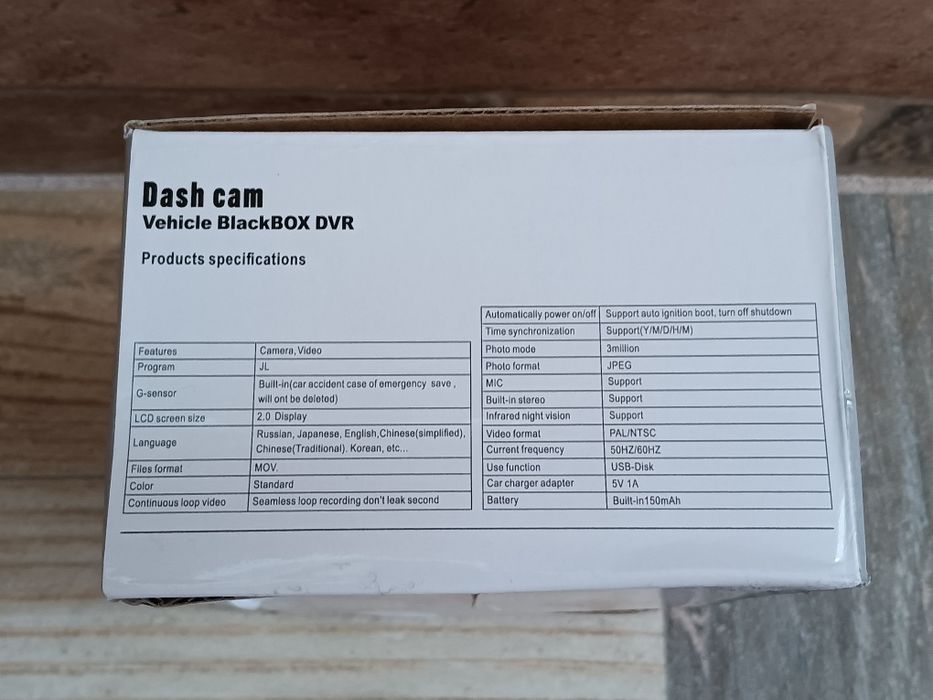 Dash cam
Vehicle BlackBOX DVR
Products specifications
Features Camera, Video
Program JL
G-sensor Built-in(car accident case of emergency save ,
will ont be deleted)
LCD screen size 2.0 Display
Language Russian, Japanese, English,Chinese(simplified),
Chinese(Traditional). Korean, etc...
Files format MOV.
Color Standard
Continuous loop video Seamless loop recording don't leak second
Automatically power on/off Support auto ignition boot, turn off shutdown
Time synchronization Support(Y/M/D/H/M)
Photo mode 3million
Photo format JPEG
MIC Support
Built-in stereo Support
Infrared night vision Support
Video format PAL/NTSC
Current frequency 50HZ/60HZ
Use function USB-Disk
Car charger adapter 5V 1A
Battery Built-in150mAh